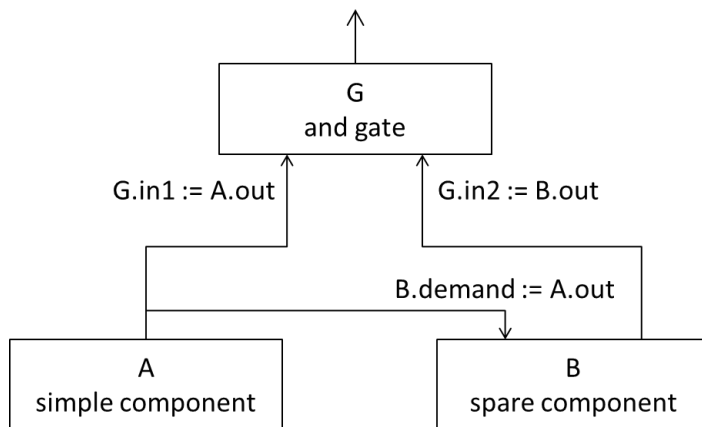 G
and gate
G.in1 := A.out
G.in2 := B.out
B.demand := A.out
A
simple component
B
spare component